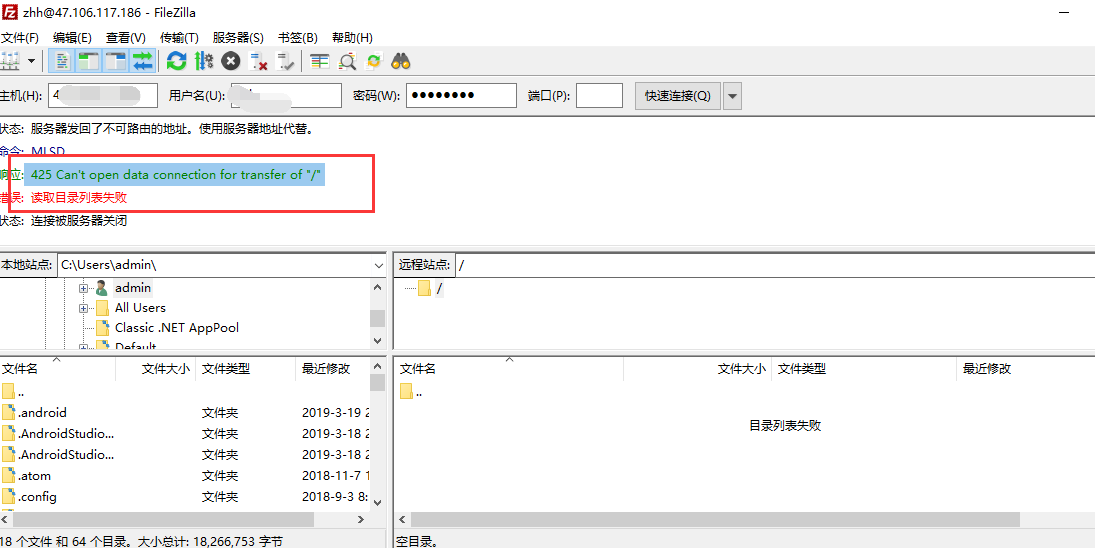 zhh@47.106.117.186 - FileZilla
文件(F) 编辑(E) 查看(V) 传输(T) 服务器(S) 书签(B) 帮助(H)
主机(H): 4 用户名(U): 密码(W): ●●●●●●●● 端口(P): 快速连接(Q)
状态: 服务器发回了不可路由的地址。使用服务器地址代替。
命令: MLSD
响应: 425 Can't open data connection for transfer of "/"
错误: 读取目录列表失败
状态: 连接被服务器关闭
本地站点: C:\Users\admin\
admin
All Users
Classic .NET AppPool
Default
文件名 文件大小 文件类型 最近修改
..
.android 文件夹 2019-3-19 2
.AndroidStudio... 文件夹 2019-3-18 2
.AndroidStudio... 文件夹 2019-3-18 2
.atom 文件夹 2018-11-7 1
.config 文件夹 2018-9-3 8:
18 个文件 和 64 个目录。大小总计: 18,266,753 字节
远程站点: /
/
文件名 文件大小 文件类型 最近修改
..
目录列表失败
空目录。